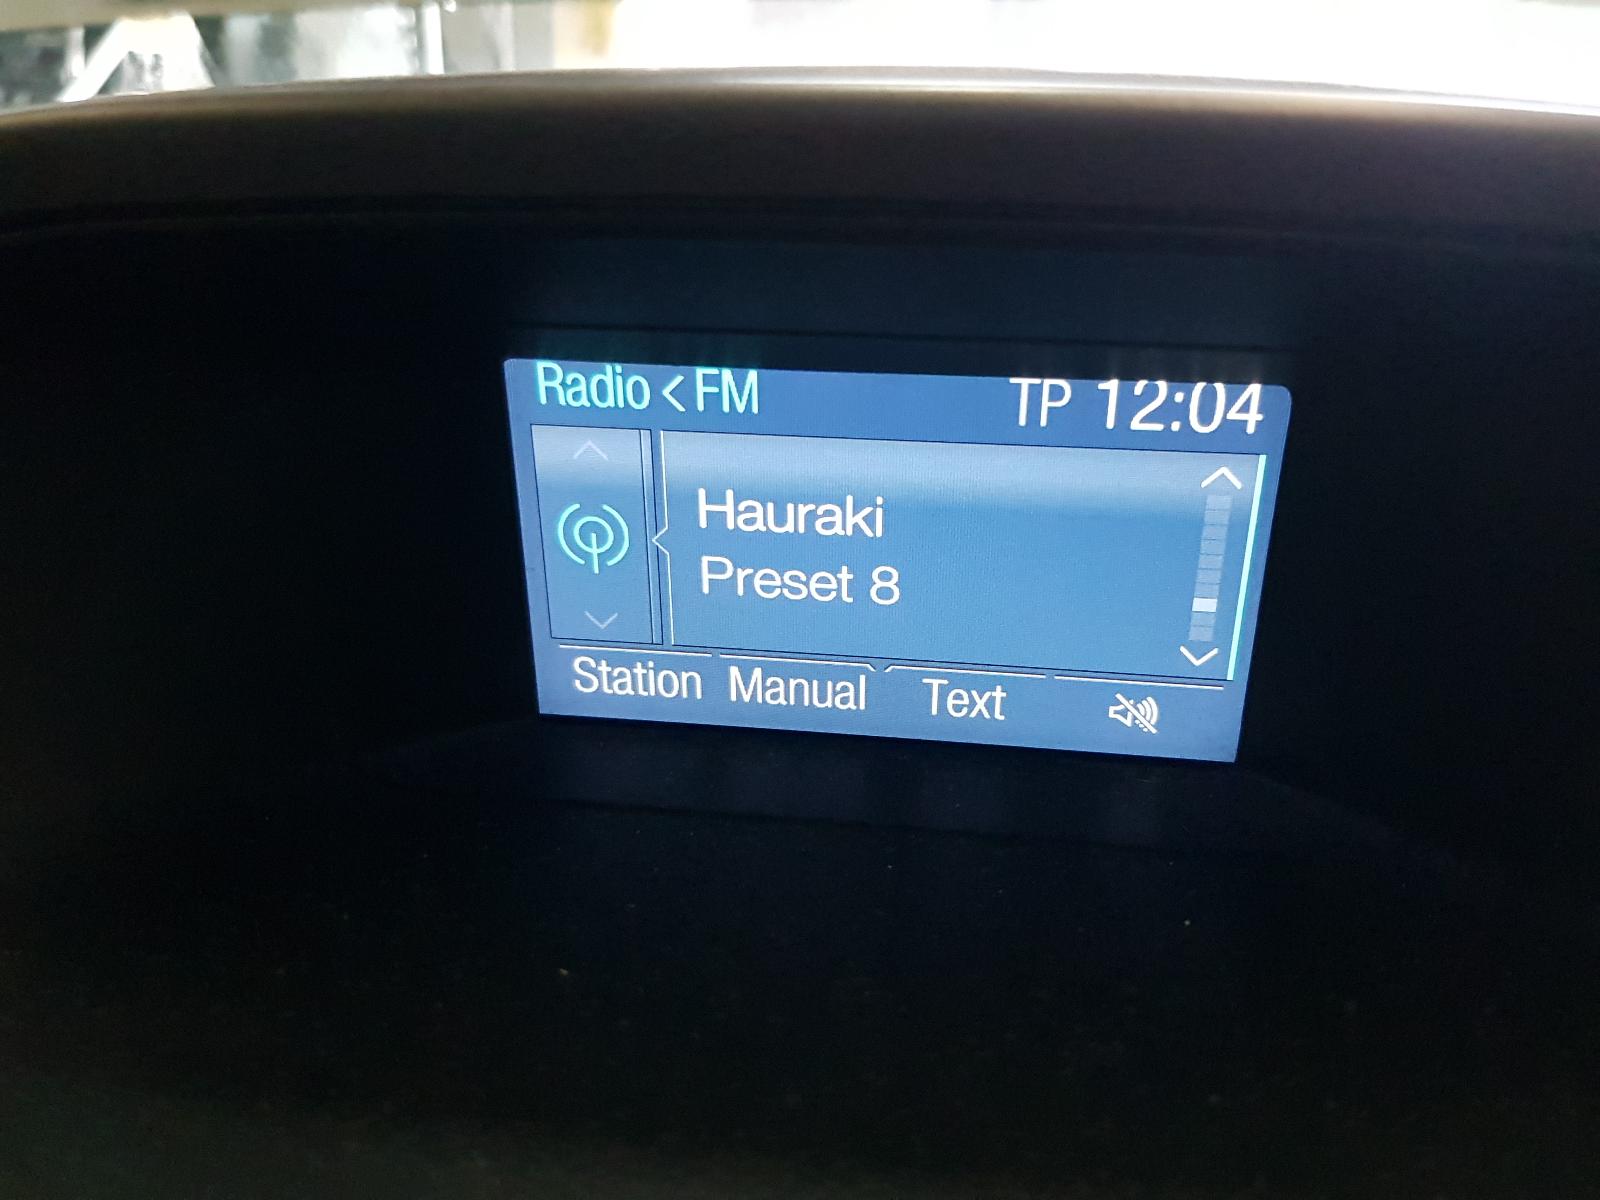 Radio < FM TP 12:04
Hauraki
Preset 8
Station Manual Text